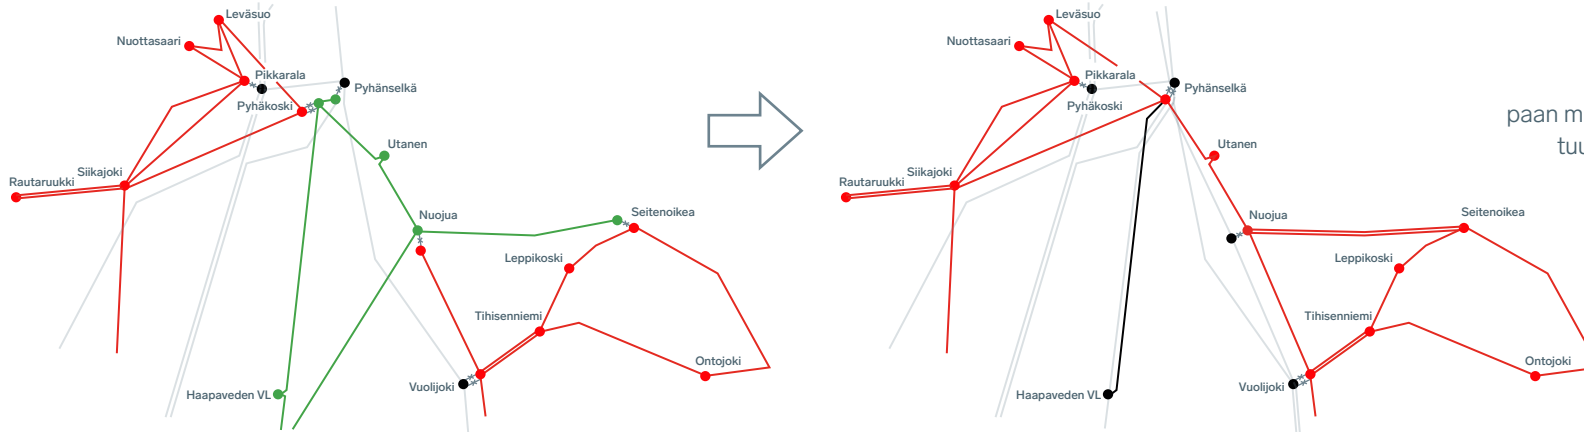 Leväsuo
Nuottasaari
Pikkarala
Pyhänselkä
Pyhäkoski
Utanen
Siikajoki
Rautaruukki
Nuojua
Seitenoikea
Leppikoski
Tihisenniemi
Ontojoki
Vuolijoki
Haapaveden VL
Leväsuo
Nuottasaari
Pikkarala
Pyhänselkä
Pyhäkoski
Utanen
Siikajoki
Rautaruukki
Nuojua
Seitenoikea
Leppikoski
Tihisenniemi
Ontojoki
Vuolijoki
Haapaveden VL
paan m
tuu